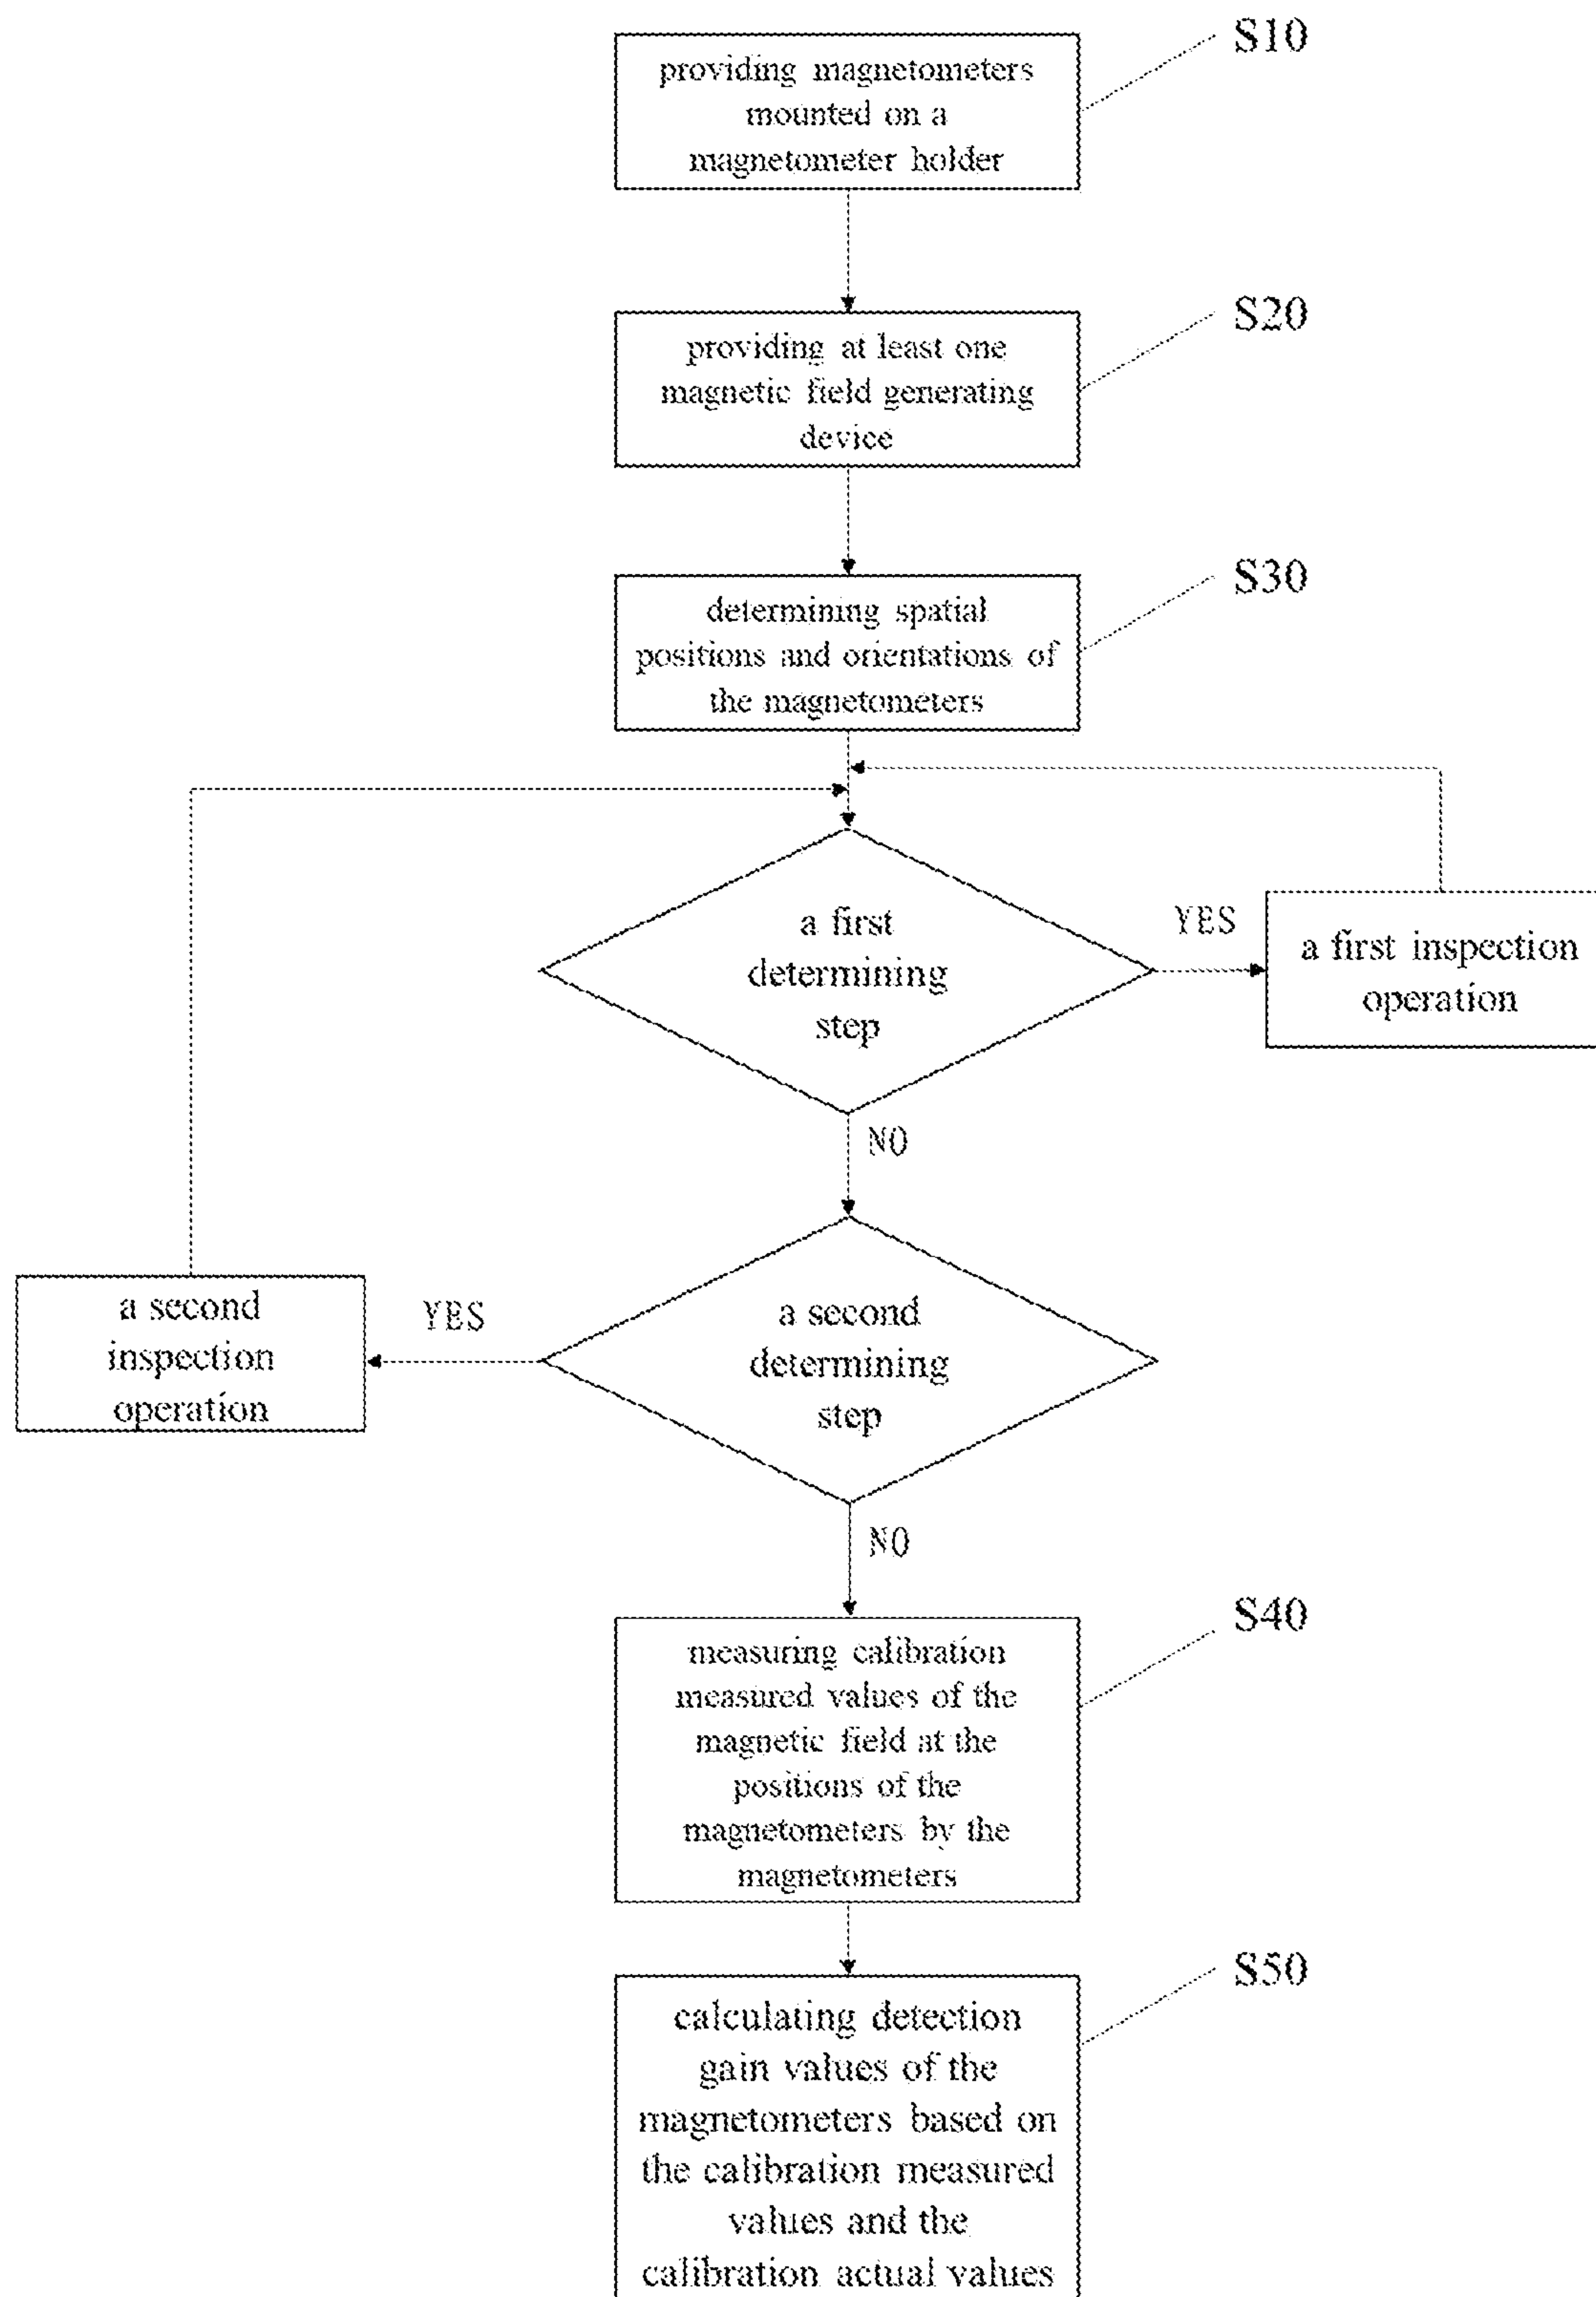 S10
providing magnetometers
mounted on a
magnetometer holder
S20
providing at least one
magnetic field generating
device
S30
determining spatial
positions and orientations of
the magnetometers
a first
determining
step
YES
a first inspection
operation
NO
a second
inspection
operation
YES
a second
determining
step
NO
S40
measuring calibration
measured values of the
magnetic field at the
positions of the
magnetometers by the
magnetometers
S50
calculating detection
gain values of the
magnetometers based on
the calibration measured
values and the
calibration actual values